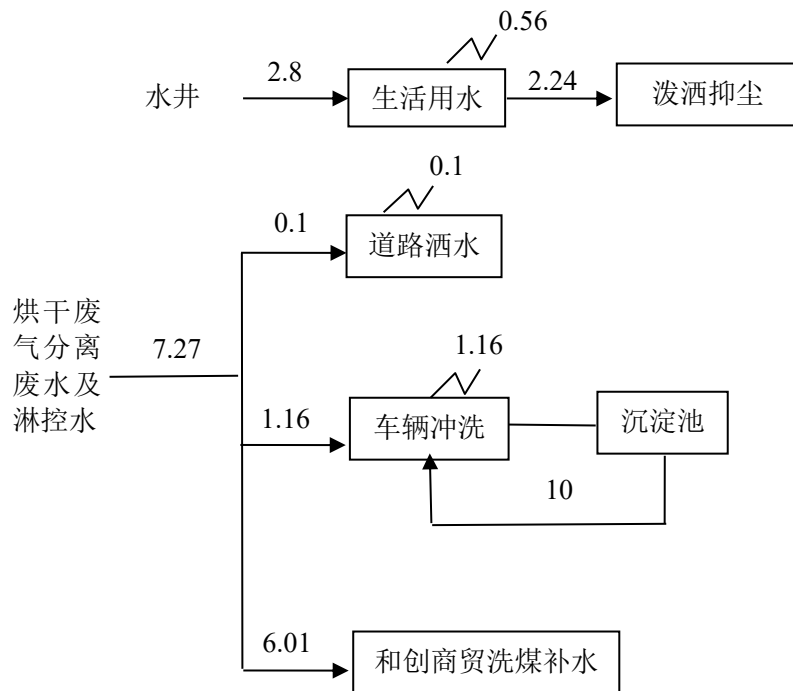 0.56
2.8
2.24
水井
生活用水
泼洒抑尘
0.1
0.1
道路洒水
烘干废
气分离
废水及
淋控水
7.27
1.16
1.16
车辆冲洗
沉淀池
10
6.01
和创商贸洗煤补水